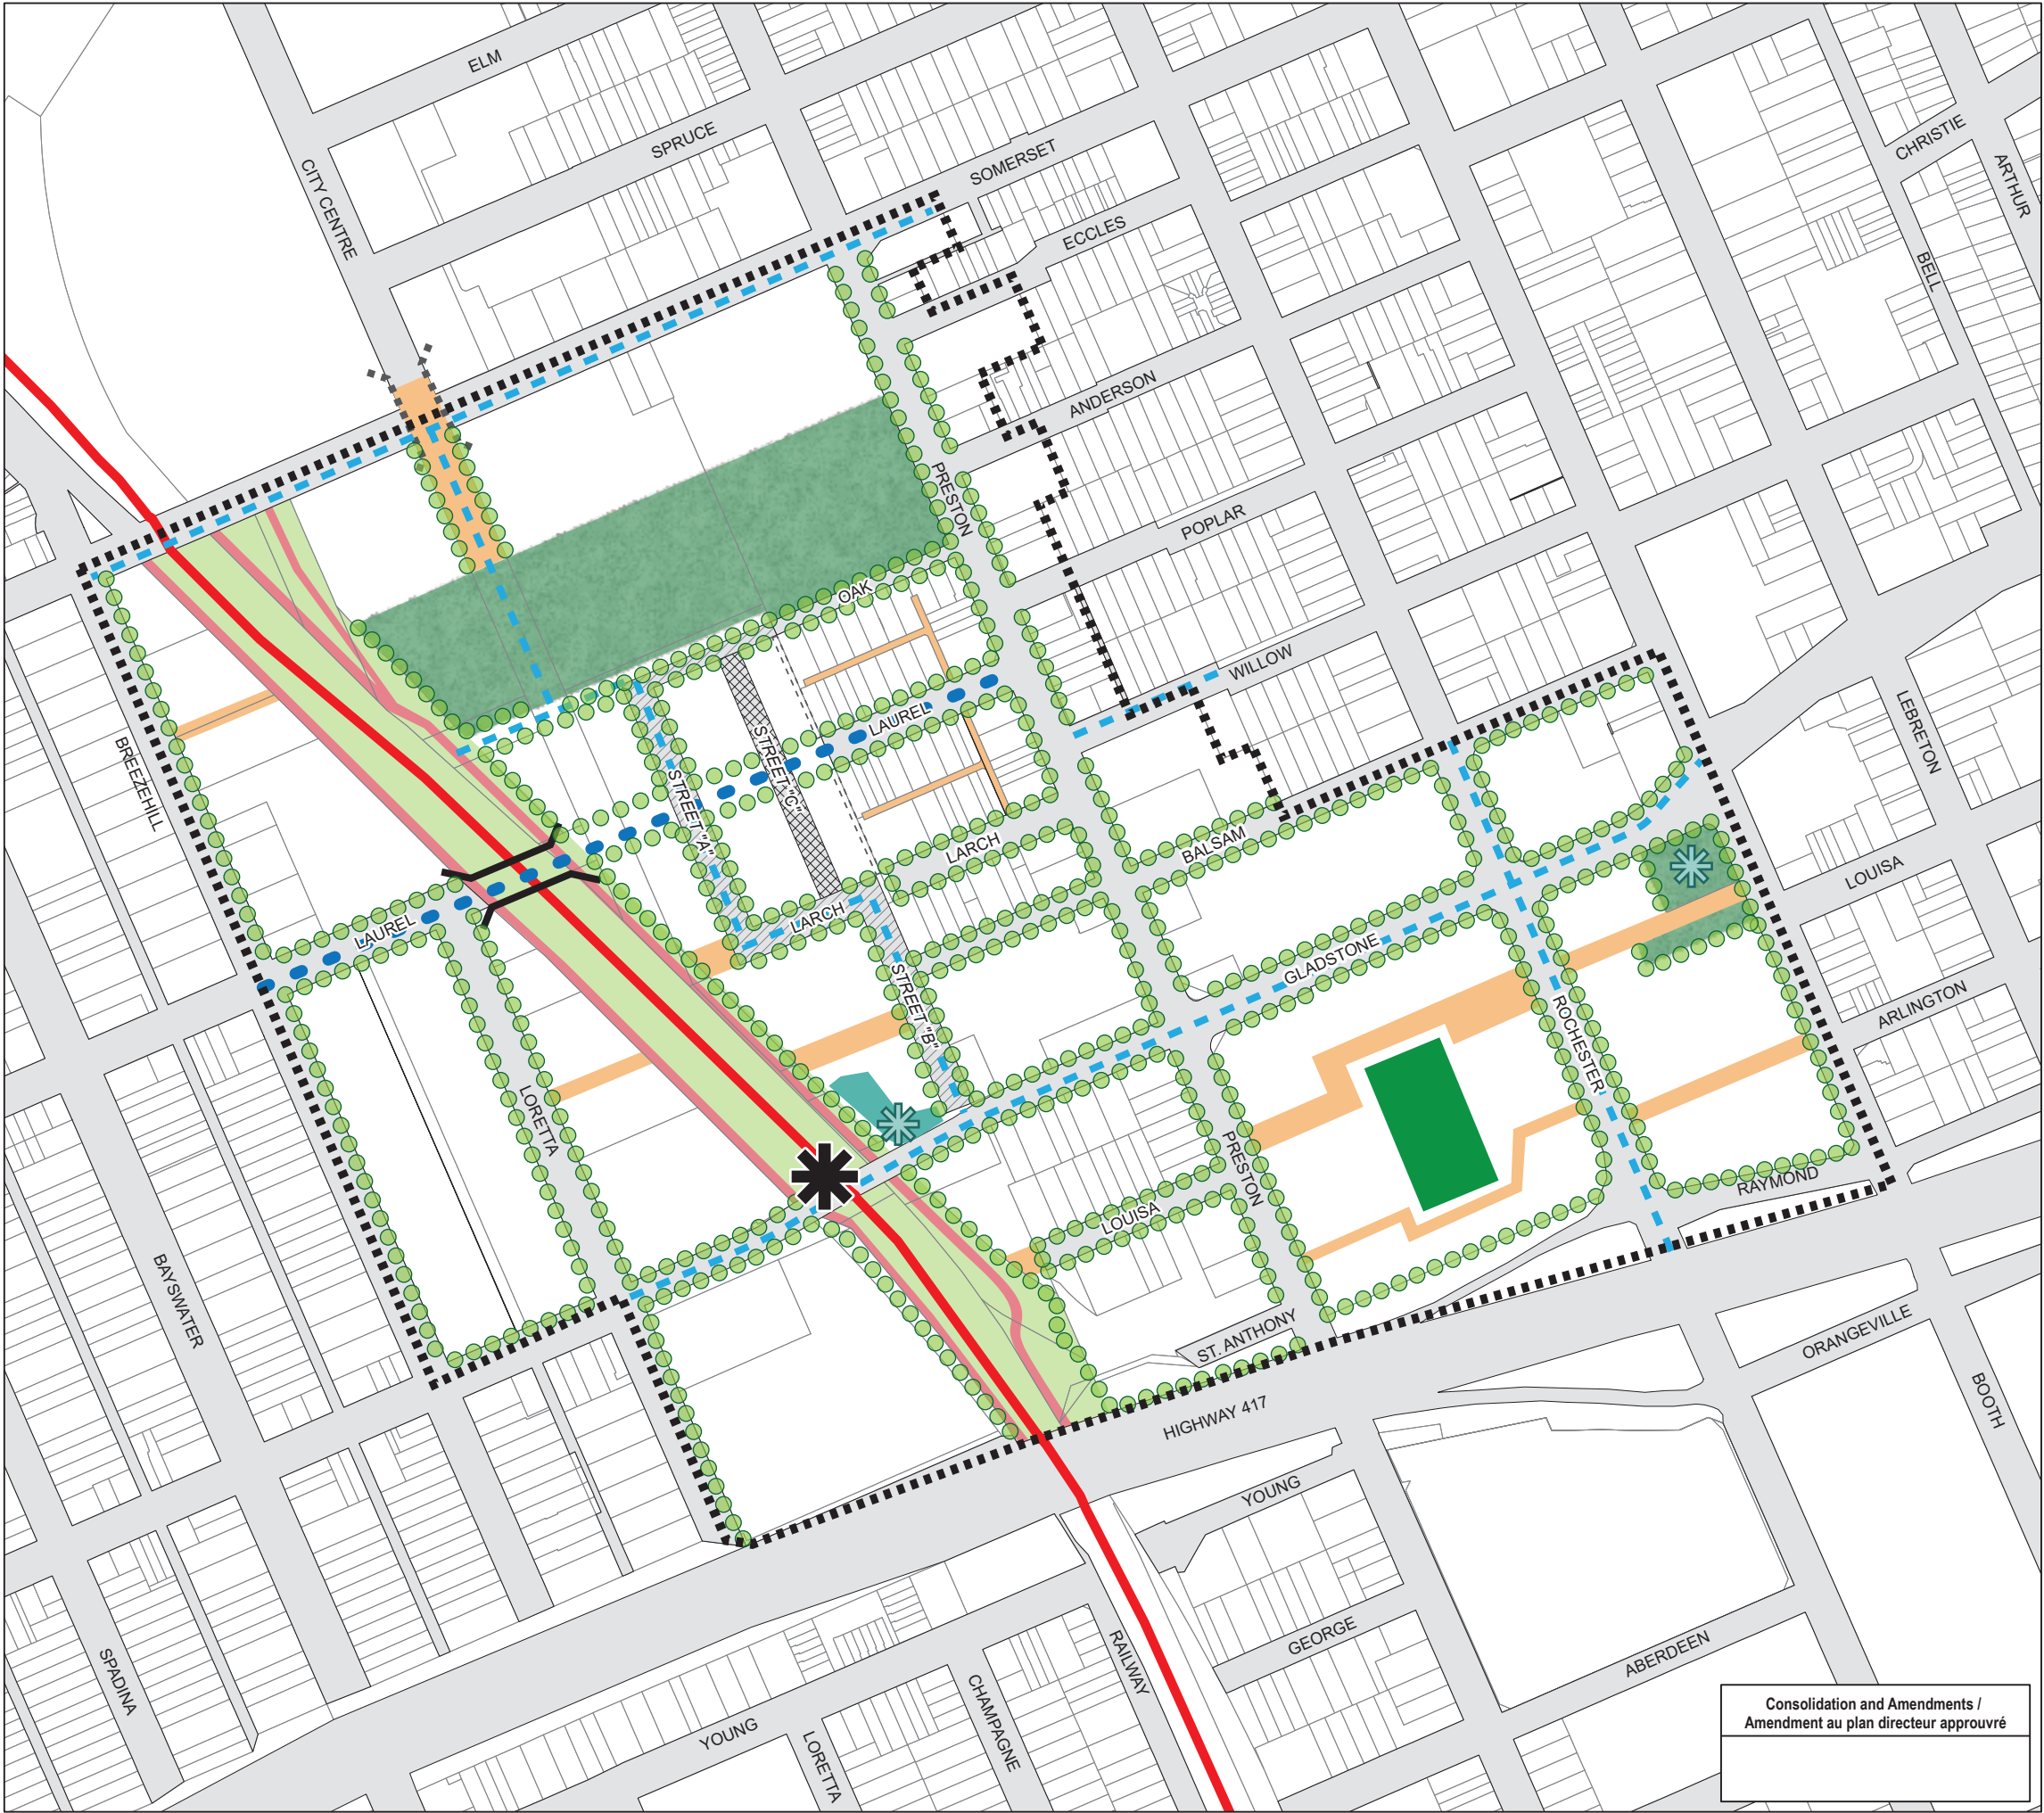 ELM
SPRUCE
CITY CENTRE
SOMERSET
ECCLES
CHRISTIE
ARTHUR
BELL
ANDERSON
PRESTON
POPLAR
OAK
WILLOW
LAUREL
STREET "C"
STREET "A"
BREEZEHILL
LEBRETON
LARCH
BALSAM
LOUISA
LAUREL
LARCH
GLADSTONE
STREET "B"
ROCHESTER
ARLINGTON
LORETTA
PRESTON
RAYMOND
LOUISA
BAYSWATER
ST. ANTHONY
ORANGEVILLE
BOOTH
HIGHWAY 417
YOUNG
GEORGE
ABERDEEN
RAILWAY
SPADINA
CHAMPAGNE
YOUNG
LORETTA
Consolidation and Amendments /
Amendment au plan directeur approuvré